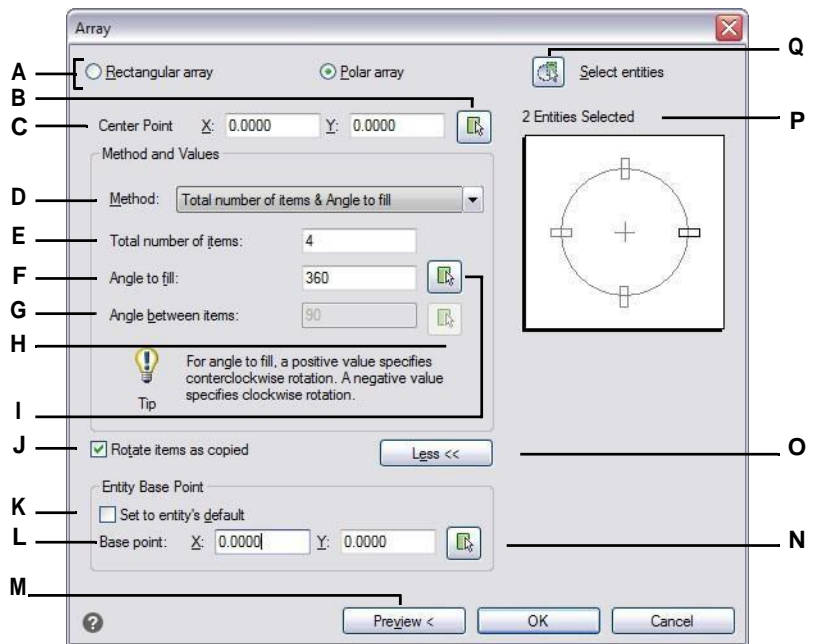 Array
Q
A Rectangular array Polar array Select entities
B
C Center Point X: 0.0000 Y: 0.0000 2 Entities Selected P
Method and Values
D Method: Total number of items & Angle to fill
E Total number of items: 4
F Angle to fill: 360
G Angle between items: 90
H
For angle to fill, a positive value specifies
conterclockwise rotation. A negative value
specifies clockwise rotation.
Tip
I
J Rotate items as copied Less << O
Entity Base Point
K Set to entity's default
L Base point: X: 0.0000 Y: 0.0000 N
M
? Preview < OK Cancel